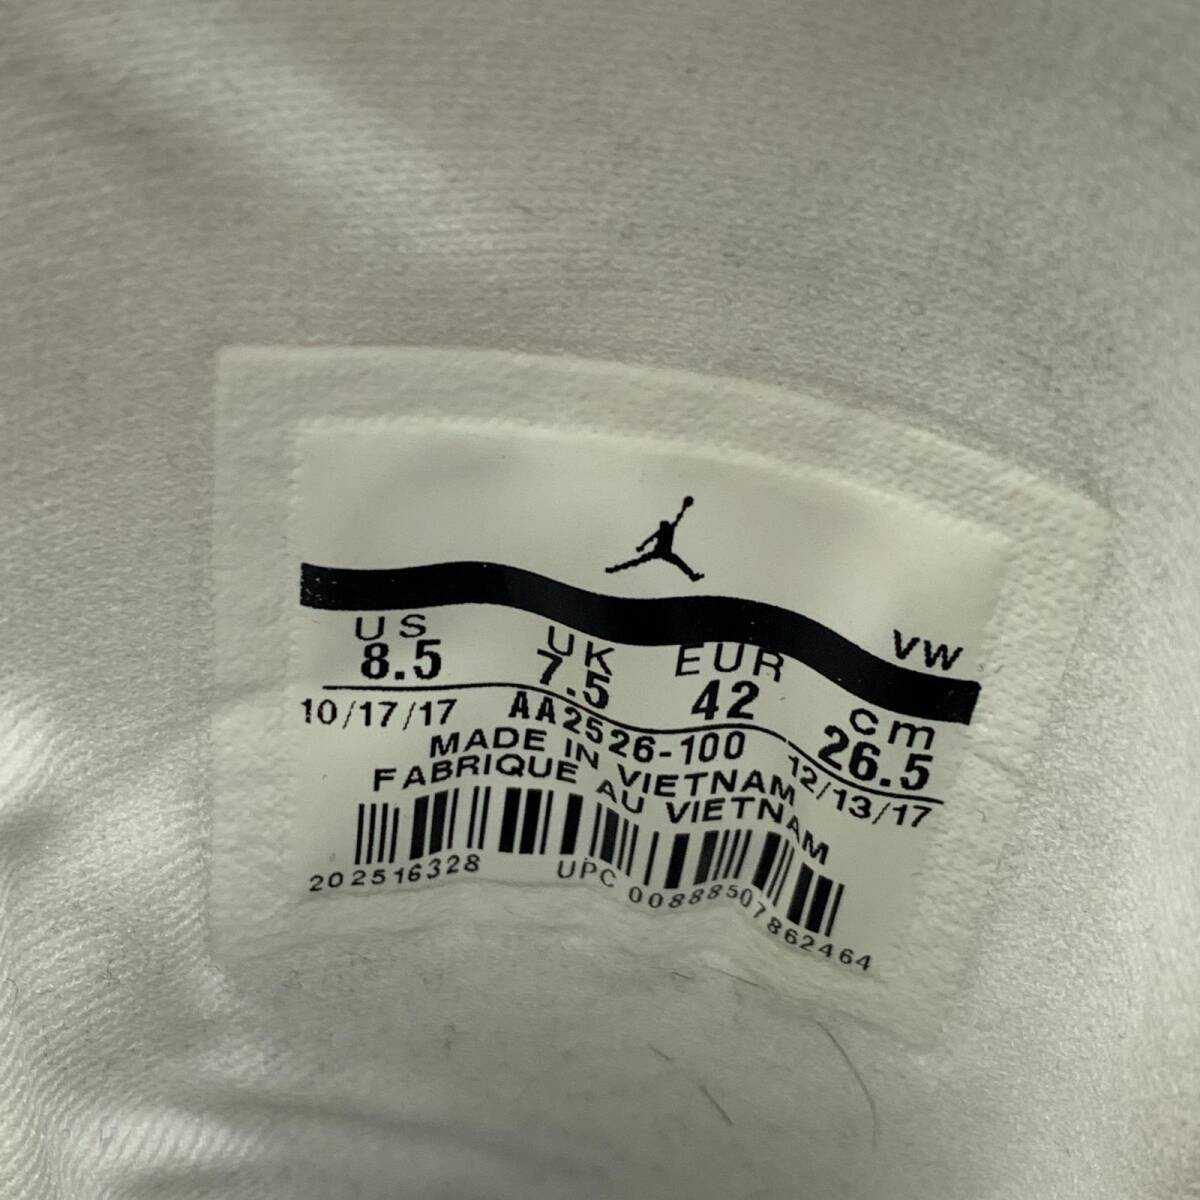 VW
US UK EUR cm
8.5 7.5 42 26.5
10/17/17 AA2526-100 12/13/17
MADE IN VIETNAM
FABRIQUE AU VIETNAM
202516328 UPC 00888507862464